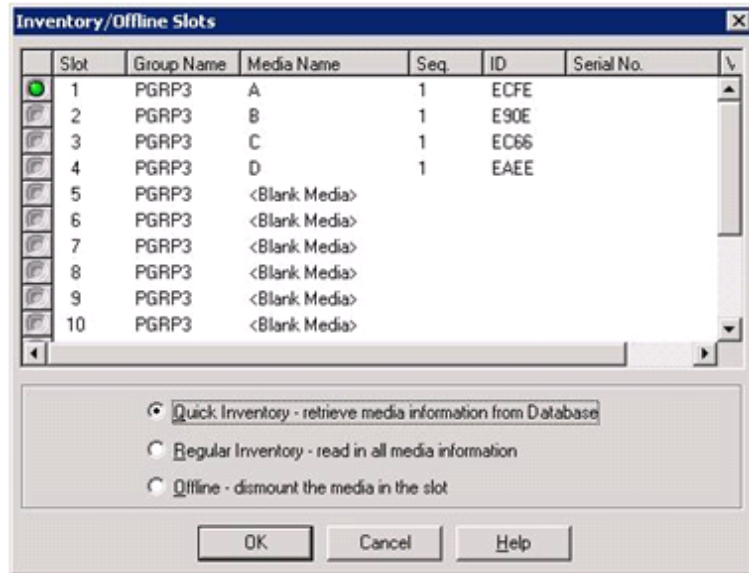 Inventory/Offline Slots
Slot Group Name Media Name Seq. ID Serial No.
1 PGRP3 A 1 ECFE
2 PGRP3 B 1 E90E
3 PGRP3 C 1 EC66
4 PGRP3 D 1 EAEE
5 PGRP3 <Blank Media>
6 PGRP3 <Blank Media>
7 PGRP3 <Blank Media>
8 PGRP3 <Blank Media>
9 PGRP3 <Blank Media>
10 PGRP3 <Blank Media>
Quick Inventory - retrieve media information from Database
Regular Inventory - read in all media information
Offline - dismount the media in the slot
OK Cancel Help